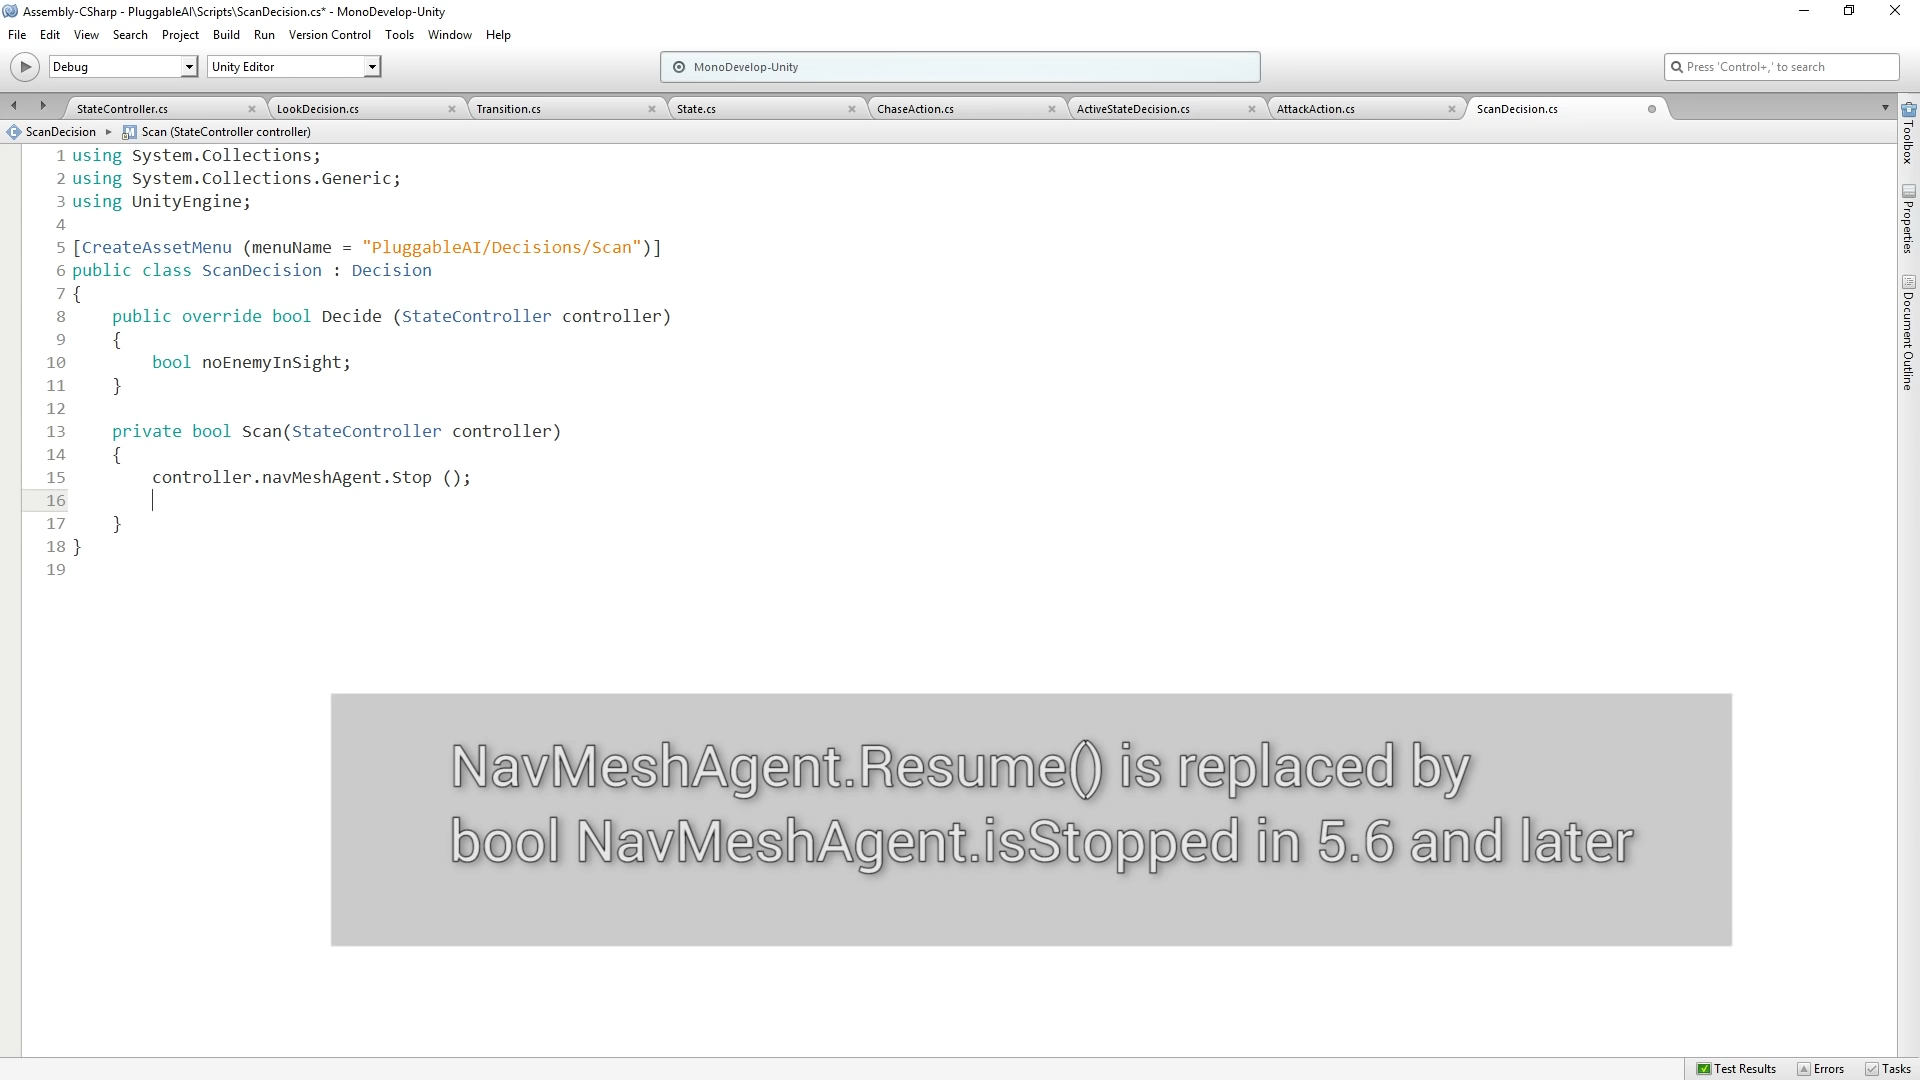 Assembly-CSharp - PluggableAI\Scripts\ScanDecision.cs* - MonoDevelop-Unity
File Edit View Search Project Build Run Version Control Tools Window Help
Debug Unity Editor MonoDevelop-Unity Press 'Control+,' to search
StateController.cs LookDecision.cs Transition.cs State.cs ChaseAction.cs ActiveStateDecision.cs AttackAction.cs ScanDecision.cs
ScanDecision Scan (StateController controller)
1 using System.Collections;
2 using System.Collections.Generic;
3 using UnityEngine;
4
5 [CreateAssetMenu (menuName = "PluggableAI/Decisions/Scan")]
6 public class ScanDecision : Decision
7 {
8 public override bool Decide (StateController controller)
9 {
10 bool noEnemyInSight;
11 }
12
13 private bool Scan(StateController controller)
14 {
15 controller.navMeshAgent.Stop ();
16
17 }
18 }
19
NavMeshAgent.Resume() is replaced by
bool NavMeshAgent.isStopped in 5.6 and later
Toolbox
Properties
Document Outline
Test Results Errors Tasks